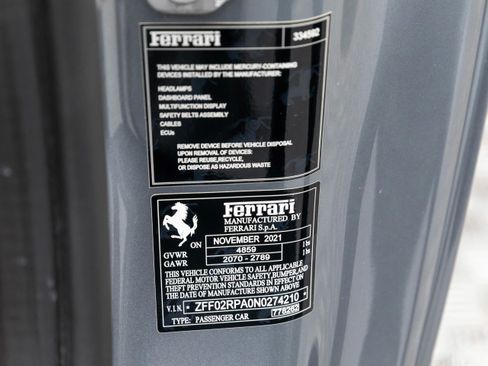 Ferrari 334592
THIS VEHICLE MAY INCLUDE MERCURY-CONTAINING
DEVICES INSTALLED BY THE MANUFACTURER:
HEADLAMPS
DASHBOARD PANEL
MULTIFUNCTION DISPLAY
SAFETY BELTS ASSEMBLY
CABLES
ECUs
REMOVE DEVICE BEFORE VEHICLE DISPOSAL
UPON REMOVAL OF DEVICES:
PLEASE REUSE,RECYCLE,
OR DISPOSE AS HAZARDOUS WASTE
Ferrari
MANUFACTURED BY
FERRARI S.p.A.
ON NOVEMBER 2021
GVWR 4859 lbs
GAWR 2070 - 2789 lbs
THIS VEHICLE CONFORMS TO ALL APPLICABLE
FEDERAL MOTOR VEHICLE SAFETY,BUMPER,AND
THEFT PREVENTION STANDARDS IN EFFECT ON
THE DATE OF MANUFACTURE SHOWN ABOVE
V.I.N. * ZFF02RPA0N0274210 *
TYPE: PASSENGER CAR 778282